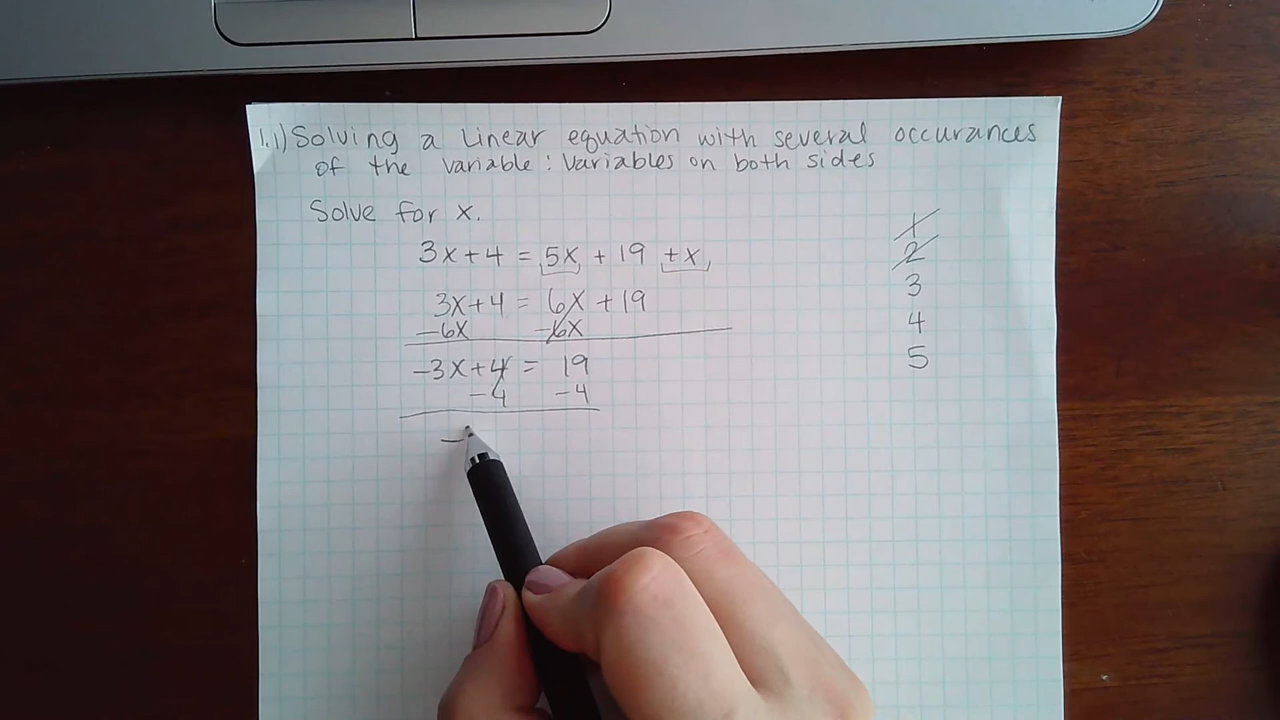 1.1) Solving a Linear equation with several occurances
of the variable: Variables on both sides
Solve for x.
3x+4 = 5x + 19 +x
3x+4 = 6x +19
-6x -6x
-3x+4 = 19
-4 -4
-
1
2
3
4
5